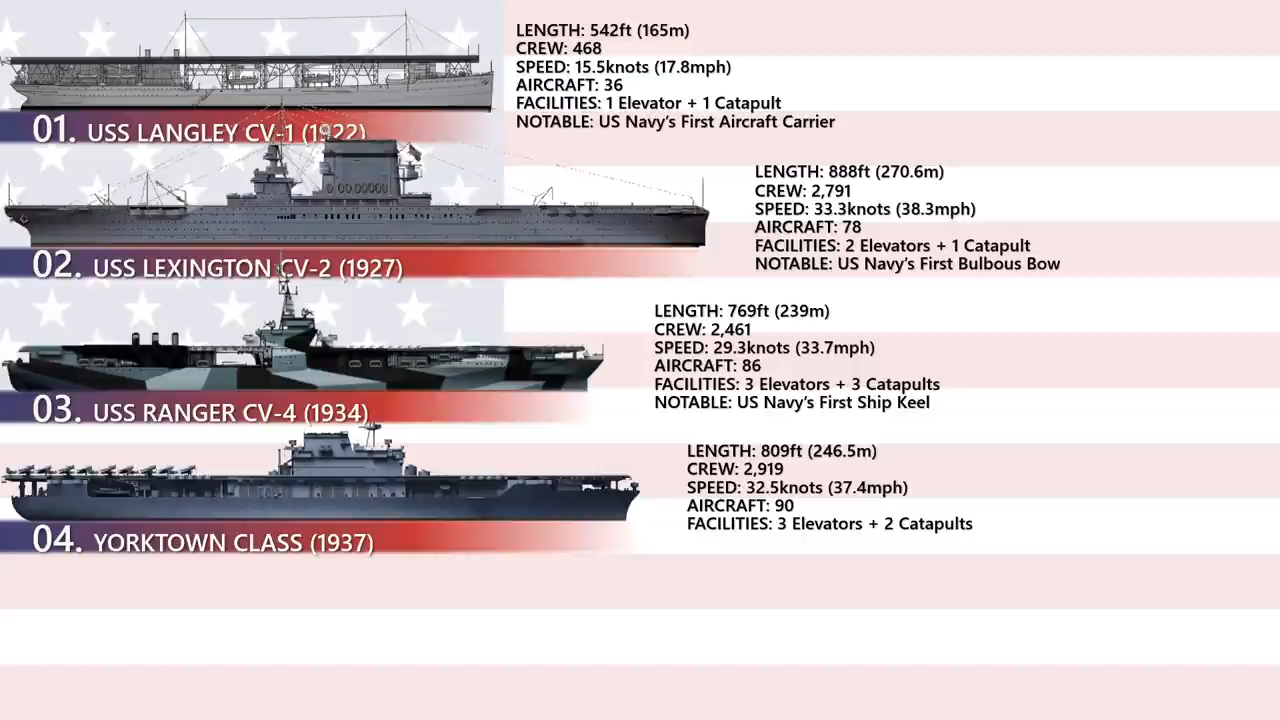 LENGTH: 542ft (165m)
CREW: 468
SPEED: 15.5knots (17.8mph)
AIRCRAFT: 36
FACILITIES: 1 Elevator + 1 Catapult
NOTABLE: US Navy's First Aircraft Carrier
01. USS LANGLEY CV-1 (1922)
LENGTH: 888ft (270.6m)
CREW: 2,791
SPEED: 33.3knots (38.3mph)
AIRCRAFT: 78
FACILITIES: 2 Elevators + 1 Catapult
NOTABLE: US Navy's First Bulbous Bow
02. USS LEXINGTON CV-2 (1927)
LENGTH: 769ft (239m)
CREW: 2,461
SPEED: 29.3knots (33.7mph)
AIRCRAFT: 86
FACILITIES: 3 Elevators + 3 Catapults
NOTABLE: US Navy's First Ship Keel
03. USS RANGER CV-4 (1934)
LENGTH: 809ft (246.5m)
CREW: 2,919
SPEED: 32.5knots (37.4mph)
AIRCRAFT: 90
FACILITIES: 3 Elevators + 2 Catapults
04. YORKTOWN CLASS (1937)